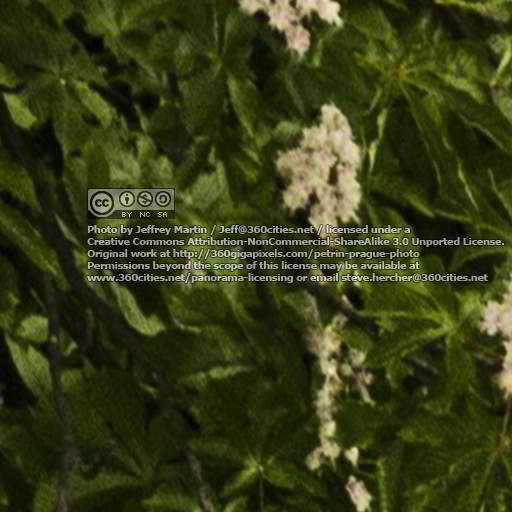 cc BY NC SA
Photo by Jeffrey Martin / Jeff@360cities.net / licensed under a
Creative Commons Attribution-NonCommercial-ShareAlike 3.0 Unported License.
Original work at http://360gigapixels.com/petrin-prague-photo
Permissions beyond the scope of this license may be available at
www.360cities.net/panorama-licensing or email steve.hercher@360cities.net